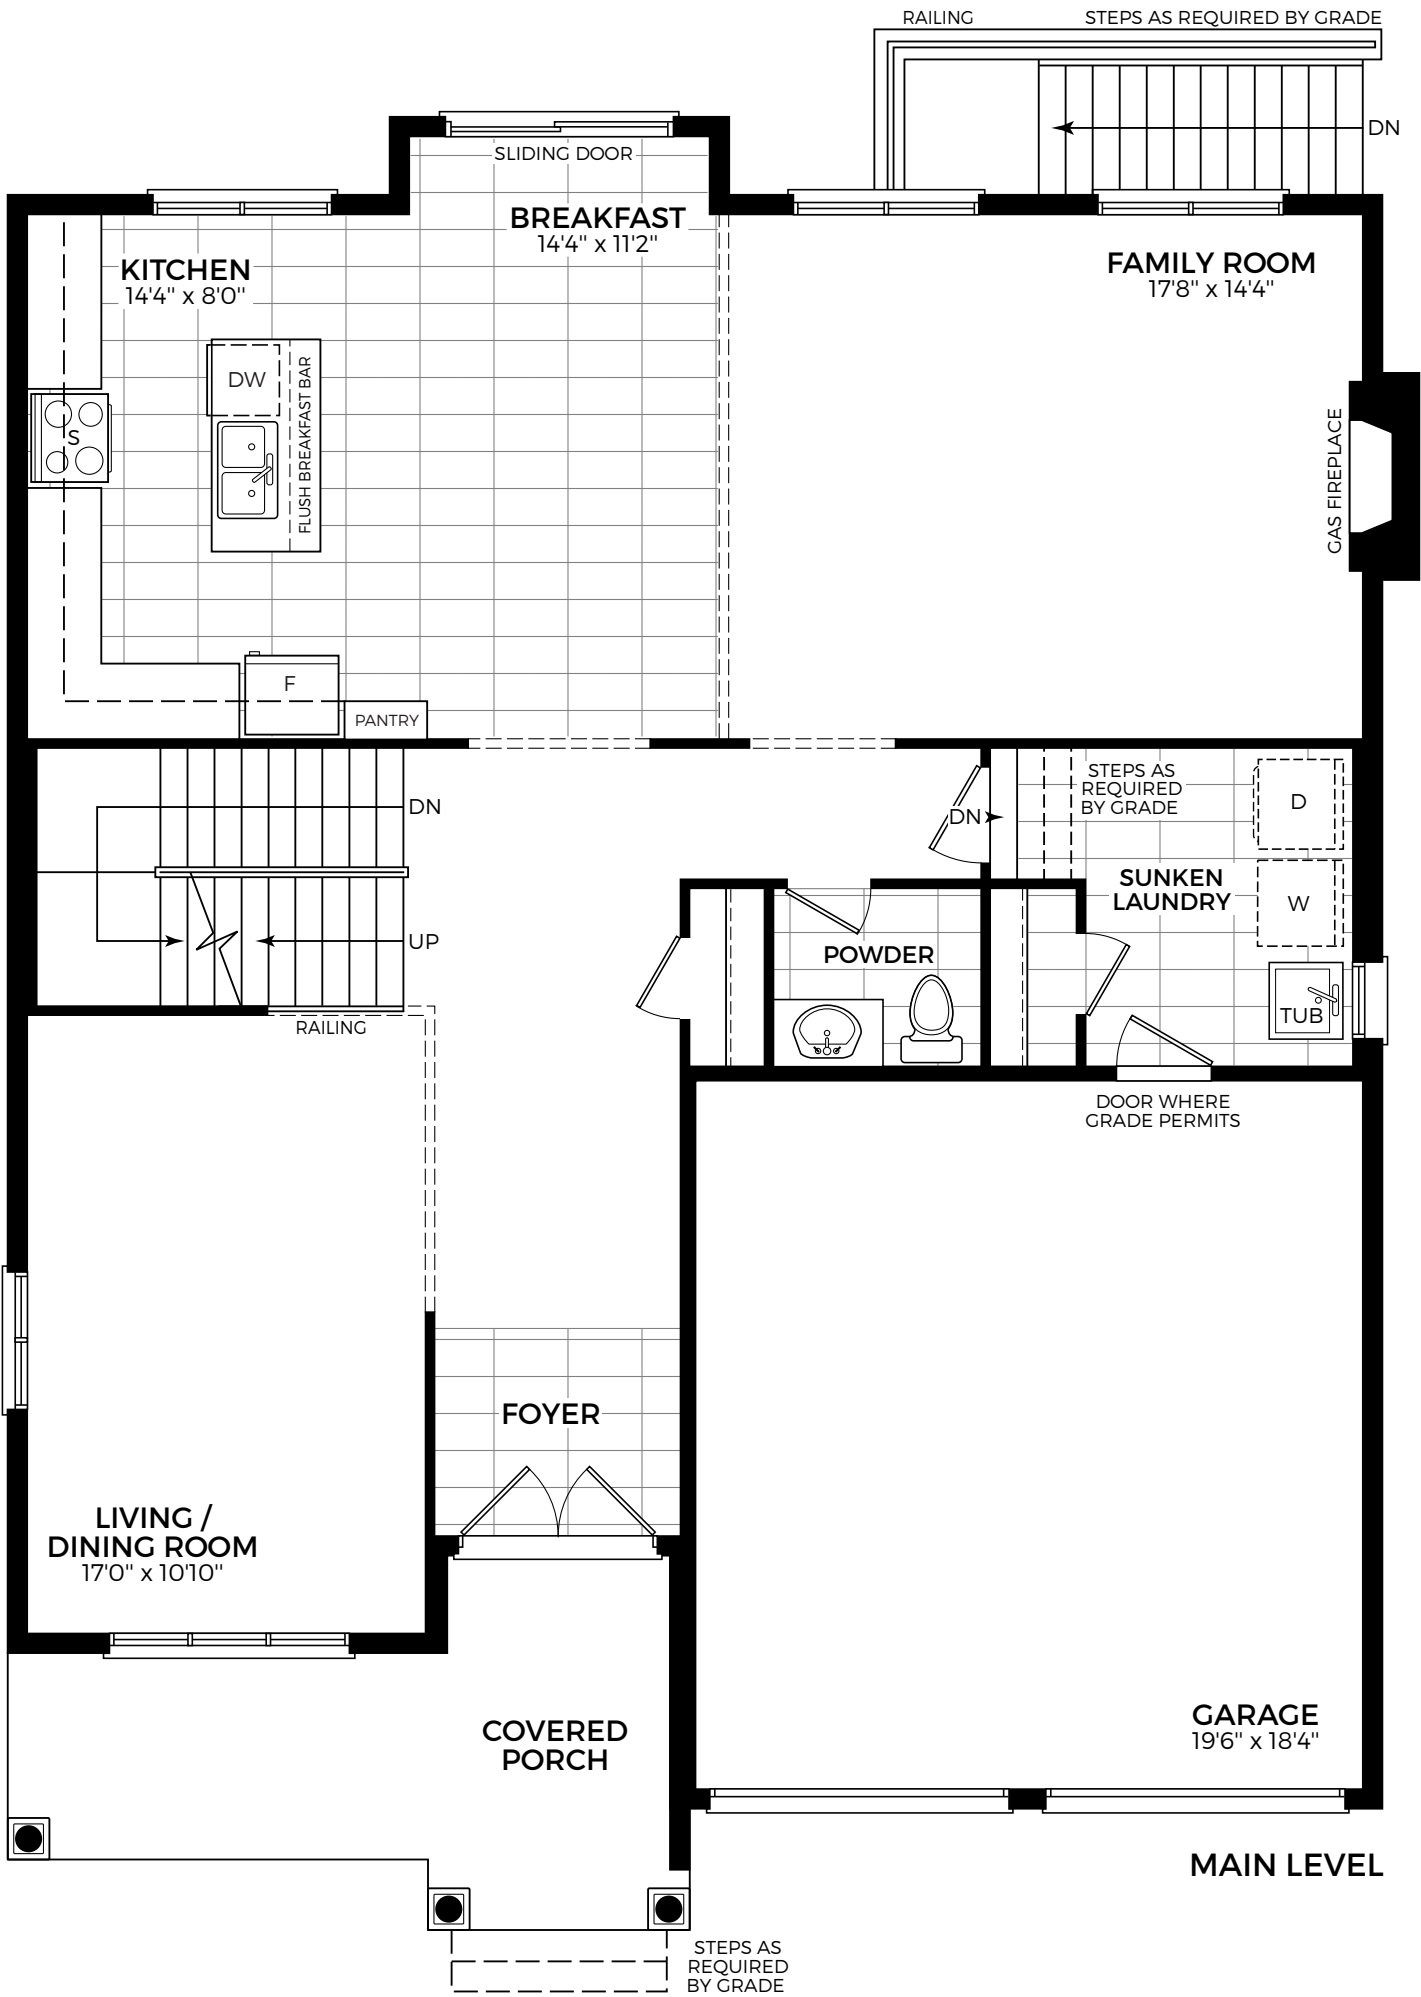 RAILING
STEPS AS REQUIRED BY GRADE
DN
SLIDING DOOR
BREAKFAST
14'4" x 11'2"
KITCHEN
14'4" x 8'0"
FAMILY ROOM
17'8" x 14'4"
DW
FLUSH BREAKFAST BAR
S
GAS FIREPLACE
F
PANTRY
DN
STEPS AS
REQUIRED
BY GRADE
D
DN
SUNKEN
LAUNDRY
W
UP
POWDER
TUB
RAILING
DOOR WHERE
GRADE PERMITS
FOYER
LIVING /
DINING ROOM
17'0" x 10'10"
COVERED
PORCH
GARAGE
19'6" x 18'4"
MAIN LEVEL
STEPS AS
REQUIRED
BY GRADE